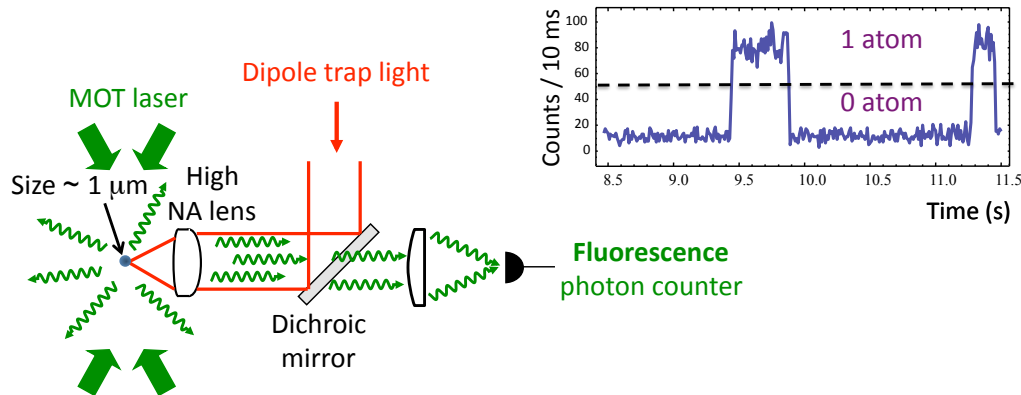 Dipole trap light
MOT laser
Size ~ 1 μm
High
NA lens
Dichroic
mirror
Fluorescence
photon counter
Counts / 10 ms
100
80
60
40
20
0
1 atom
0 atom
8.5 9.0 9.5 10.0 10.5 11.0 11.5
Time (s)